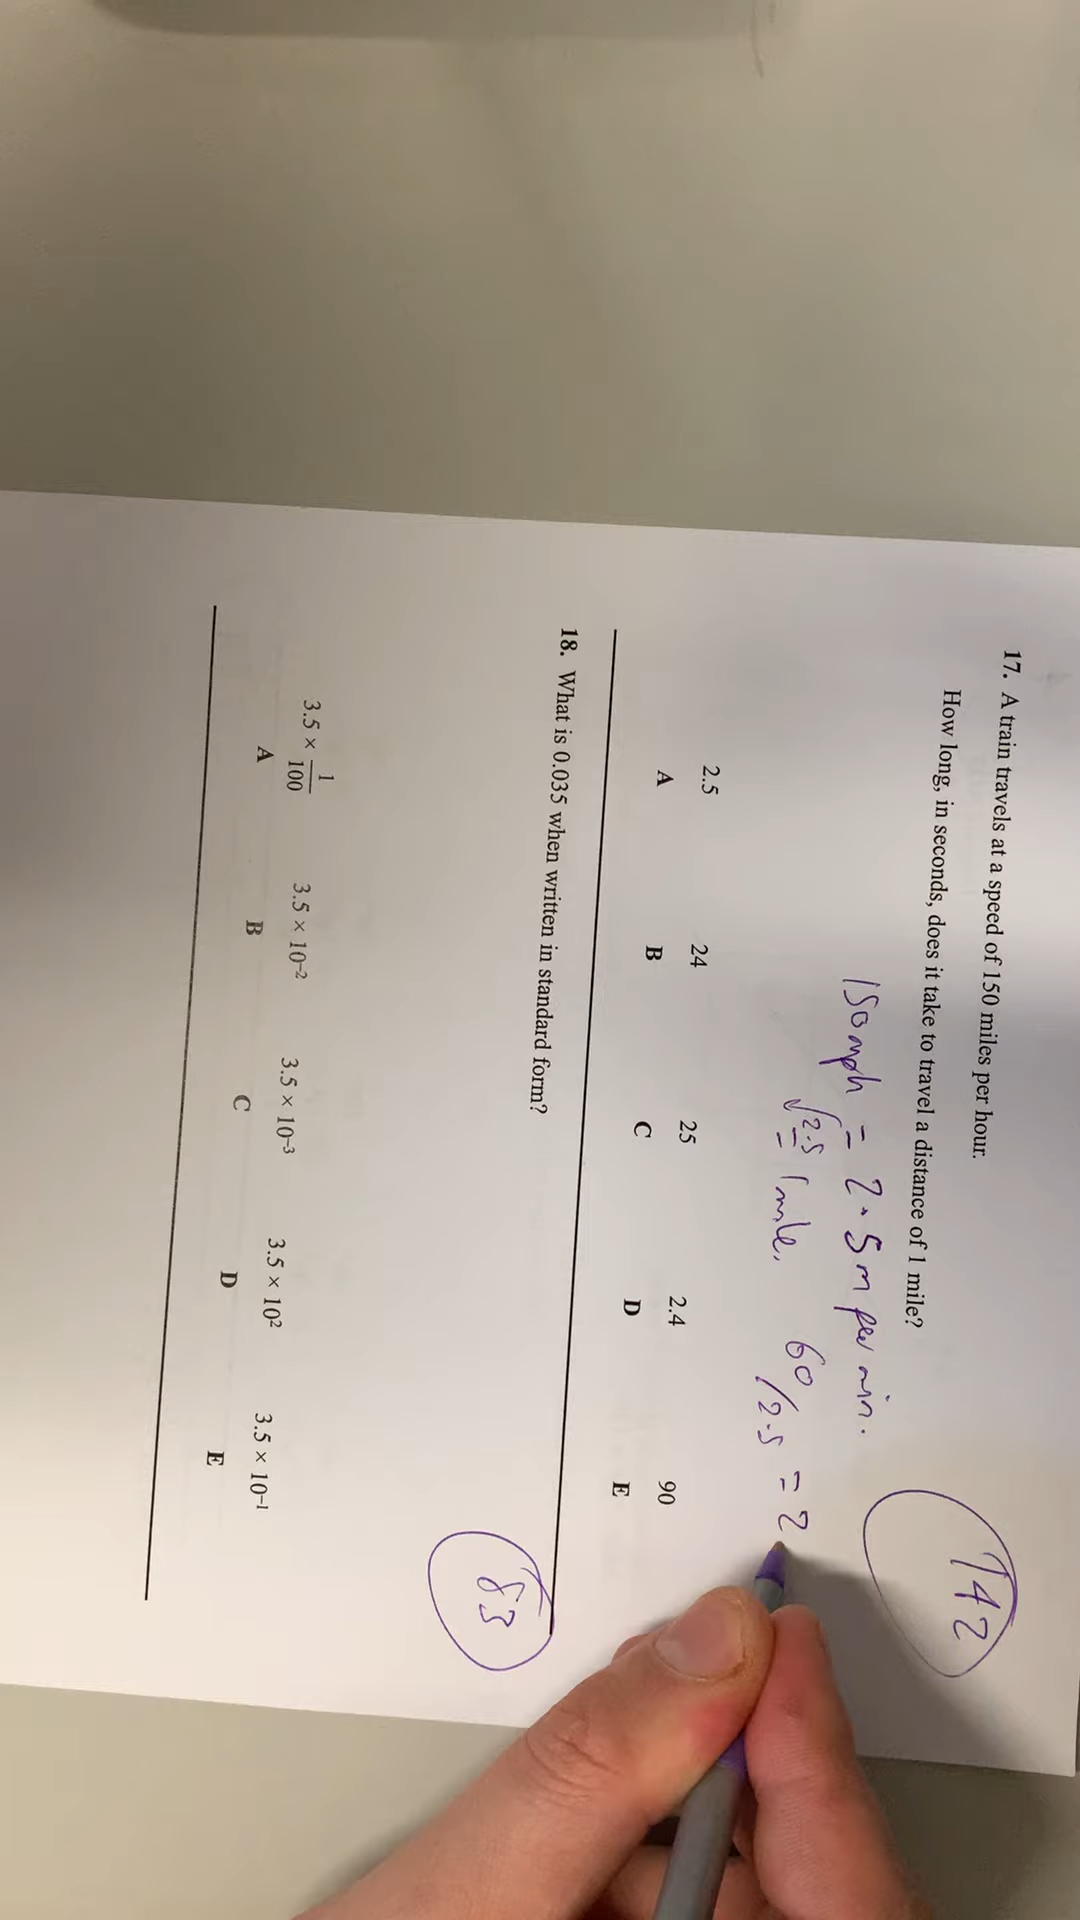 17. A train travels at a speed of 150 miles per hour.
How long, in seconds, does it take to travel a distance of 1 mile?
142
150mph = 2.5m per min.
√2.5 = 1 mile. 60/2.5 = 2
2.5 24 25 2.4 90
A B C D E
18. What is 0.035 when written in standard form?
83
3.5 × 1/100 3.5 × 10⁻² 3.5 × 10⁻³ 3.5 × 10² 3.5 × 10⁻¹
A B C D E